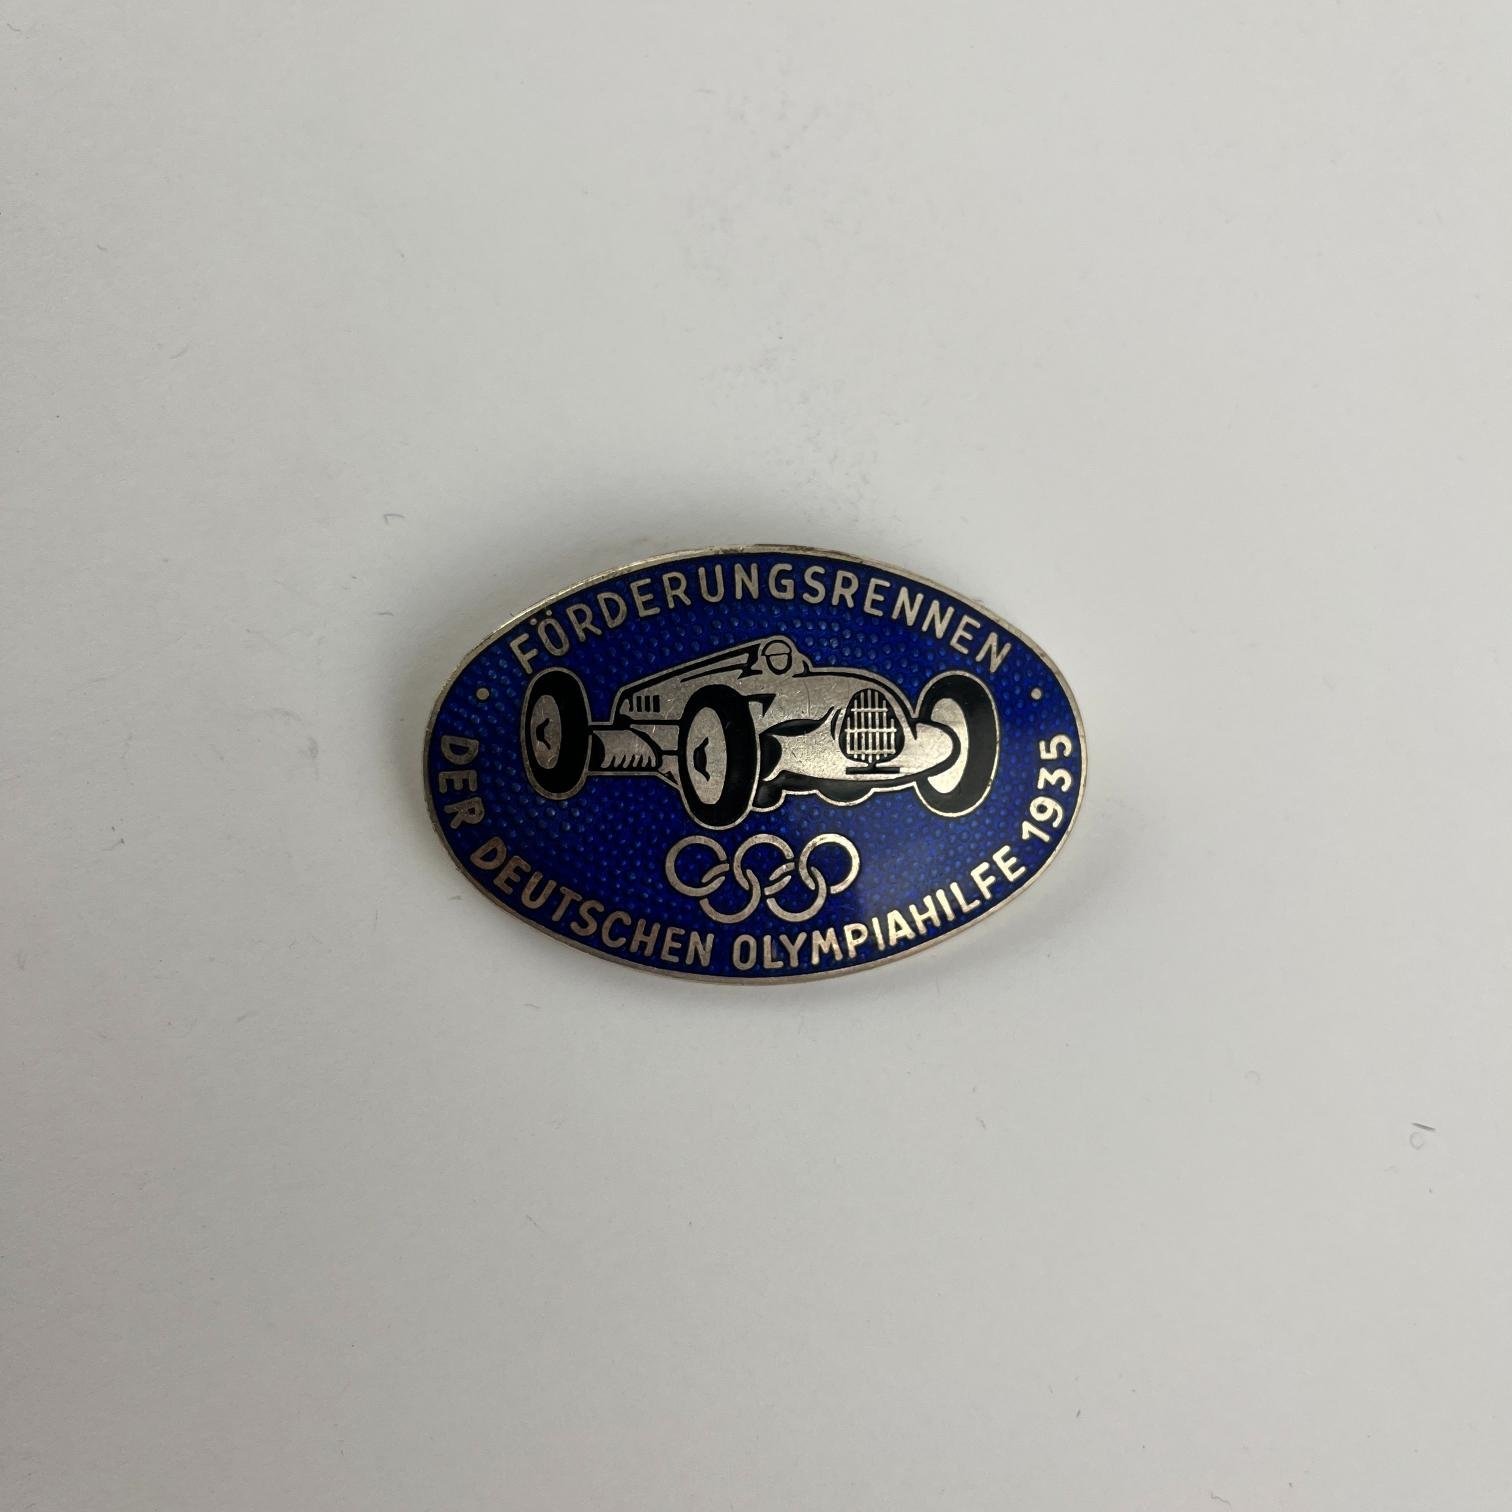 FÖRDERUNGSRENNEN
DER DEUTSCHEN OLYMPIAHILFE 1935